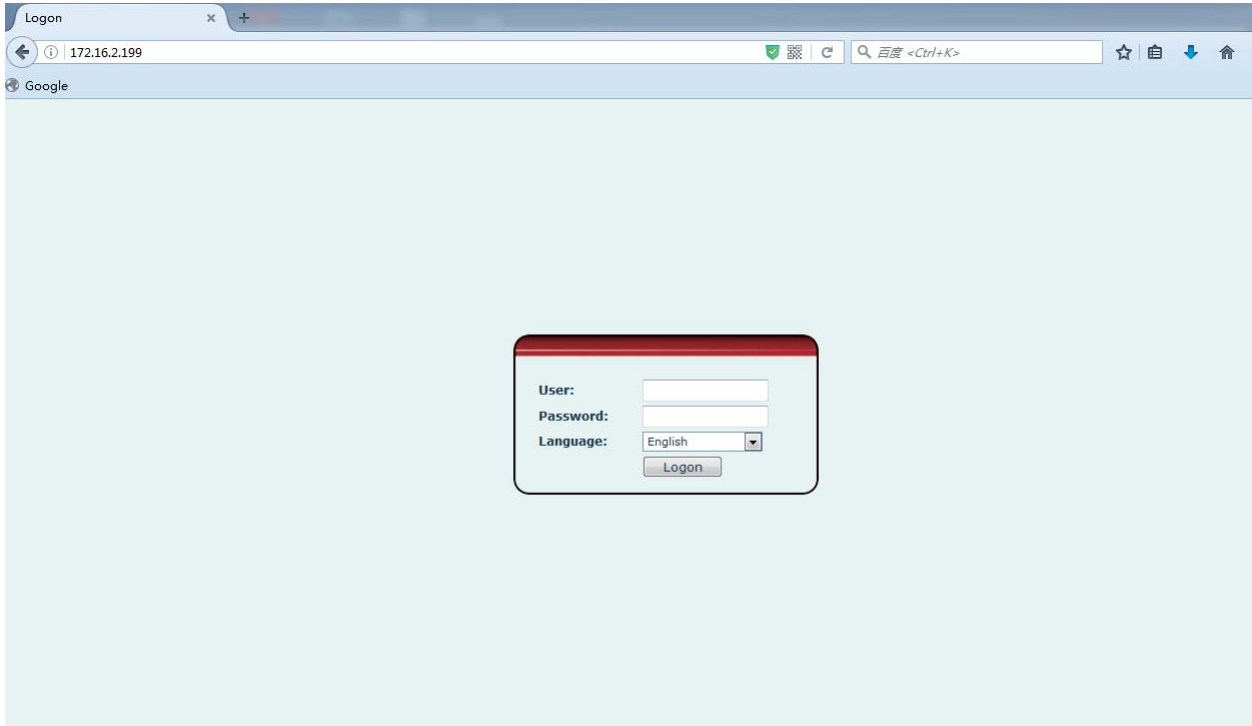 Logon
172.16.2.199
百度 <Ctrl+K>
Google
User:
Password:
Language: English
Logon